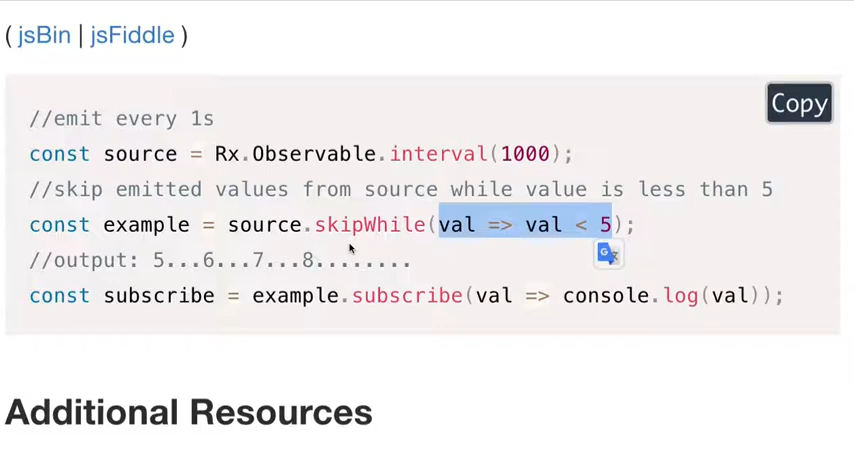 ( jsBin | jsFiddle )
Copy
//emit every 1s
const source = Rx.Observable.interval(1000);
//skip emitted values from source while value is less than 5
const example = source.skipWhile(val => val < 5);
//output: 5...6...7...8........
const subscribe = example.subscribe(val => console.log(val));
Additional Resources